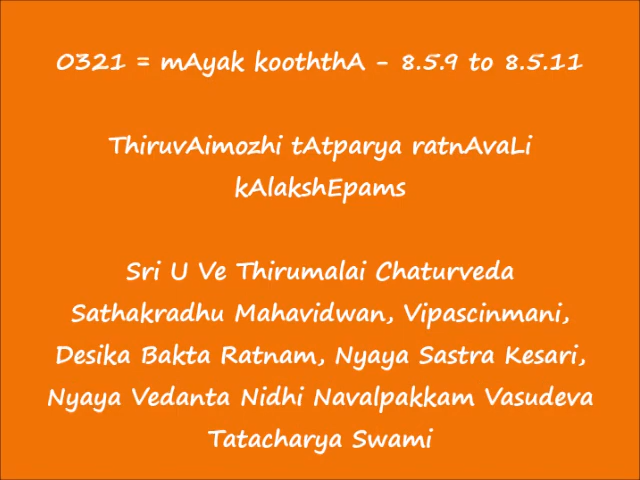 0321 = mAyak kooththA - 8.5.9 to 8.5.11
ThiruvAimozhi tAtparya ratnAvaLi
kAlakshEpams
Sri U Ve Thirumalai Chaturveda
Sathakradhu Mahavidwan, Vipascinmani,
Desika Bakta Ratnam, Nyaya Sastra Kesari,
Nyaya Vedanta Nidhi Navalpakkam Vasudeva
Tatacharya Swami